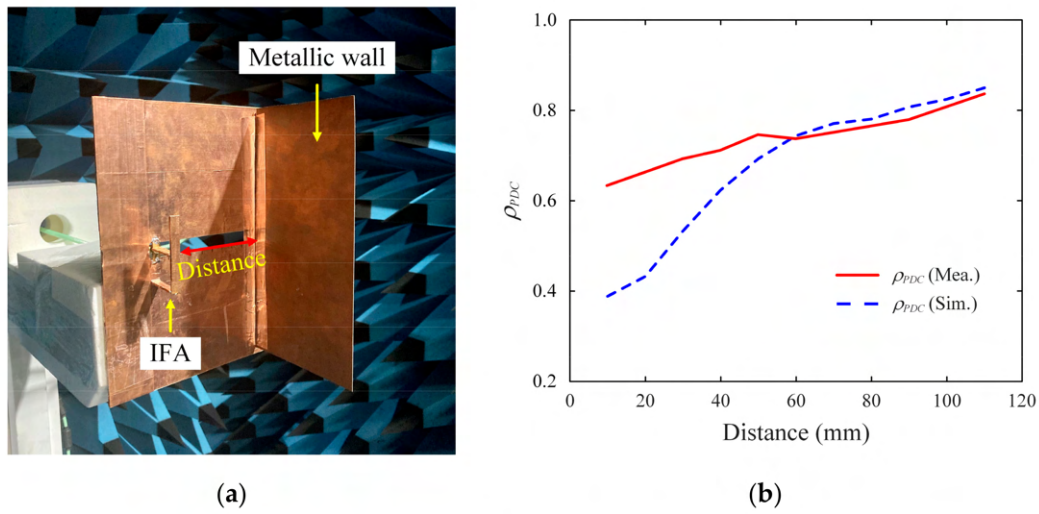 Metallic wall
Distance
IFA
(a)
1.0
0.8
0.6
0.4
0.2
ρPDC
ρPDC (Mea.)
ρPDC (Sim.)
0 20 40 60 80 100 120
Distance (mm)
(b)